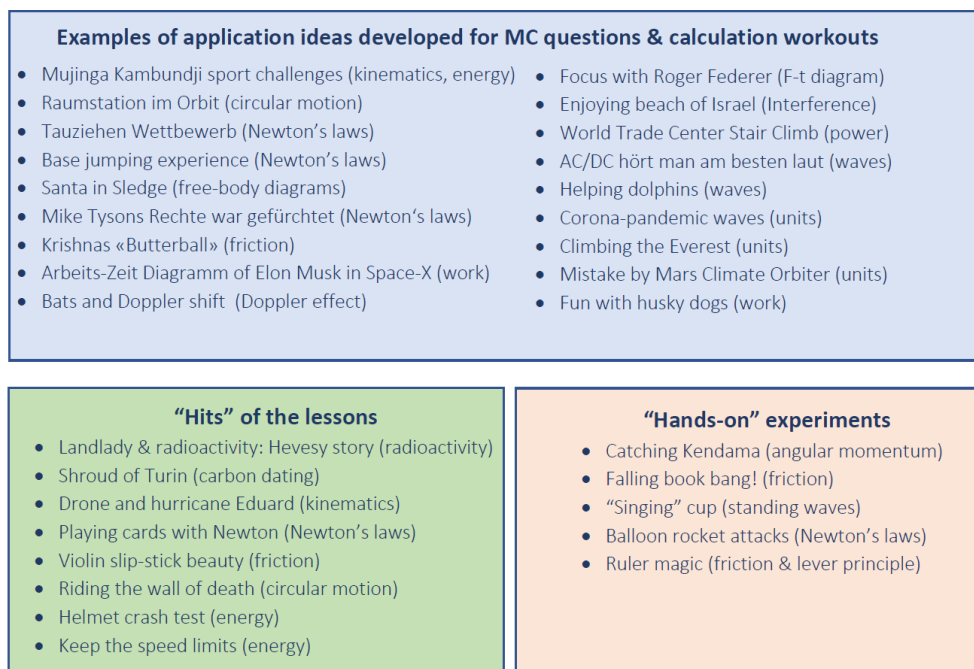 Examples of application ideas developed for MC questions & calculation workouts
• Mujinga Kambundji sport challenges (kinematics, energy)
• Raumstation im Orbit (circular motion)
• Tauziehen Wettbewerb (Newton's laws)
• Base jumping experience (Newton's laws)
• Santa in Sledge (free-body diagrams)
• Mike Tysons Rechte war gefürchtet (Newton‘s laws)
• Krishnas «Butterball» (friction)
• Arbeits-Zeit Diagramm of Elon Musk in Space-X (work)
• Bats and Doppler shift (Doppler effect)
• Focus with Roger Federer (F-t diagram)
• Enjoying beach of Israel (Interference)
• World Trade Center Stair Climb (power)
• AC/DC hört man am besten laut (waves)
• Helping dolphins (waves)
• Corona-pandemic waves (units)
• Climbing the Everest (units)
• Mistake by Mars Climate Orbiter (units)
• Fun with husky dogs (work)
“Hits” of the lessons
• Landlady & radioactivity: Hevesy story (radioactivity)
• Shroud of Turin (carbon dating)
• Drone and hurricane Eduard (kinematics)
• Playing cards with Newton (Newton's laws)
• Violin slip-stick beauty (friction)
• Riding the wall of death (circular motion)
• Helmet crash test (energy)
• Keep the speed limits (energy)
“Hands-on” experiments
• Catching Kendama (angular momentum)
• Falling book bang! (friction)
• “Singing” cup (standing waves)
• Balloon rocket attacks (Newton's laws)
• Ruler magic (friction & lever principle)